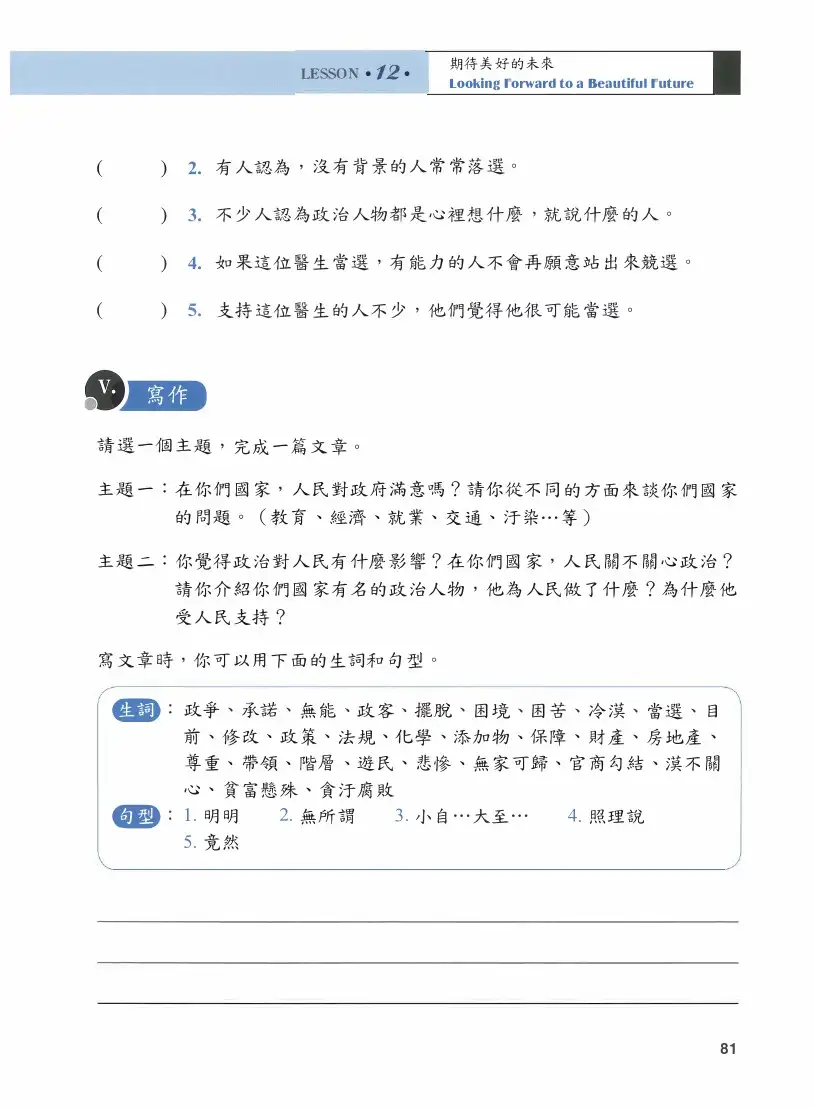 LESSON • 12 •
期待美好的未來
Looking Forward to a Beautiful Future
(　　) 2. 有人認為，沒有背景的人常常落選。
(　　) 3. 不少人認為政治人物都是心裡想什麼，就說什麼的人。
(　　) 4. 如果這位醫生當選，有能力的人不會再願意站出來競選。
(　　) 5. 支持這位醫生的人不少，他們覺得他很可能當選。
V. 寫作
請選一個主題，完成一篇文章。
主題一：在你們國家，人民對政府滿意嗎？請你從不同的方面來談你們國家
的問題。（教育、經濟、就業、交通、汙染…等）
主題二：你覺得政治對人民有什麼影響？在你們國家，人民關不關心政治？
請你介紹你們國家有名的政治人物，他為人民做了什麼？為什麼他
受人民支持？
寫文章時，你可以用下面的生詞和句型。
生詞：政爭、承諾、無能、政客、擺脫、困境、困苦、冷漠、當選、目
前、修改、政策、法規、化學、添加物、保障、財產、房地產、
尊重、帶領、階層、遊民、悲慘、無家可歸、官商勾結、漠不關
心、貧富懸殊、貪汙腐敗
句型：1. 明明　2. 無所謂　3. 小自…大至…　4. 照理說
5. 竟然
81